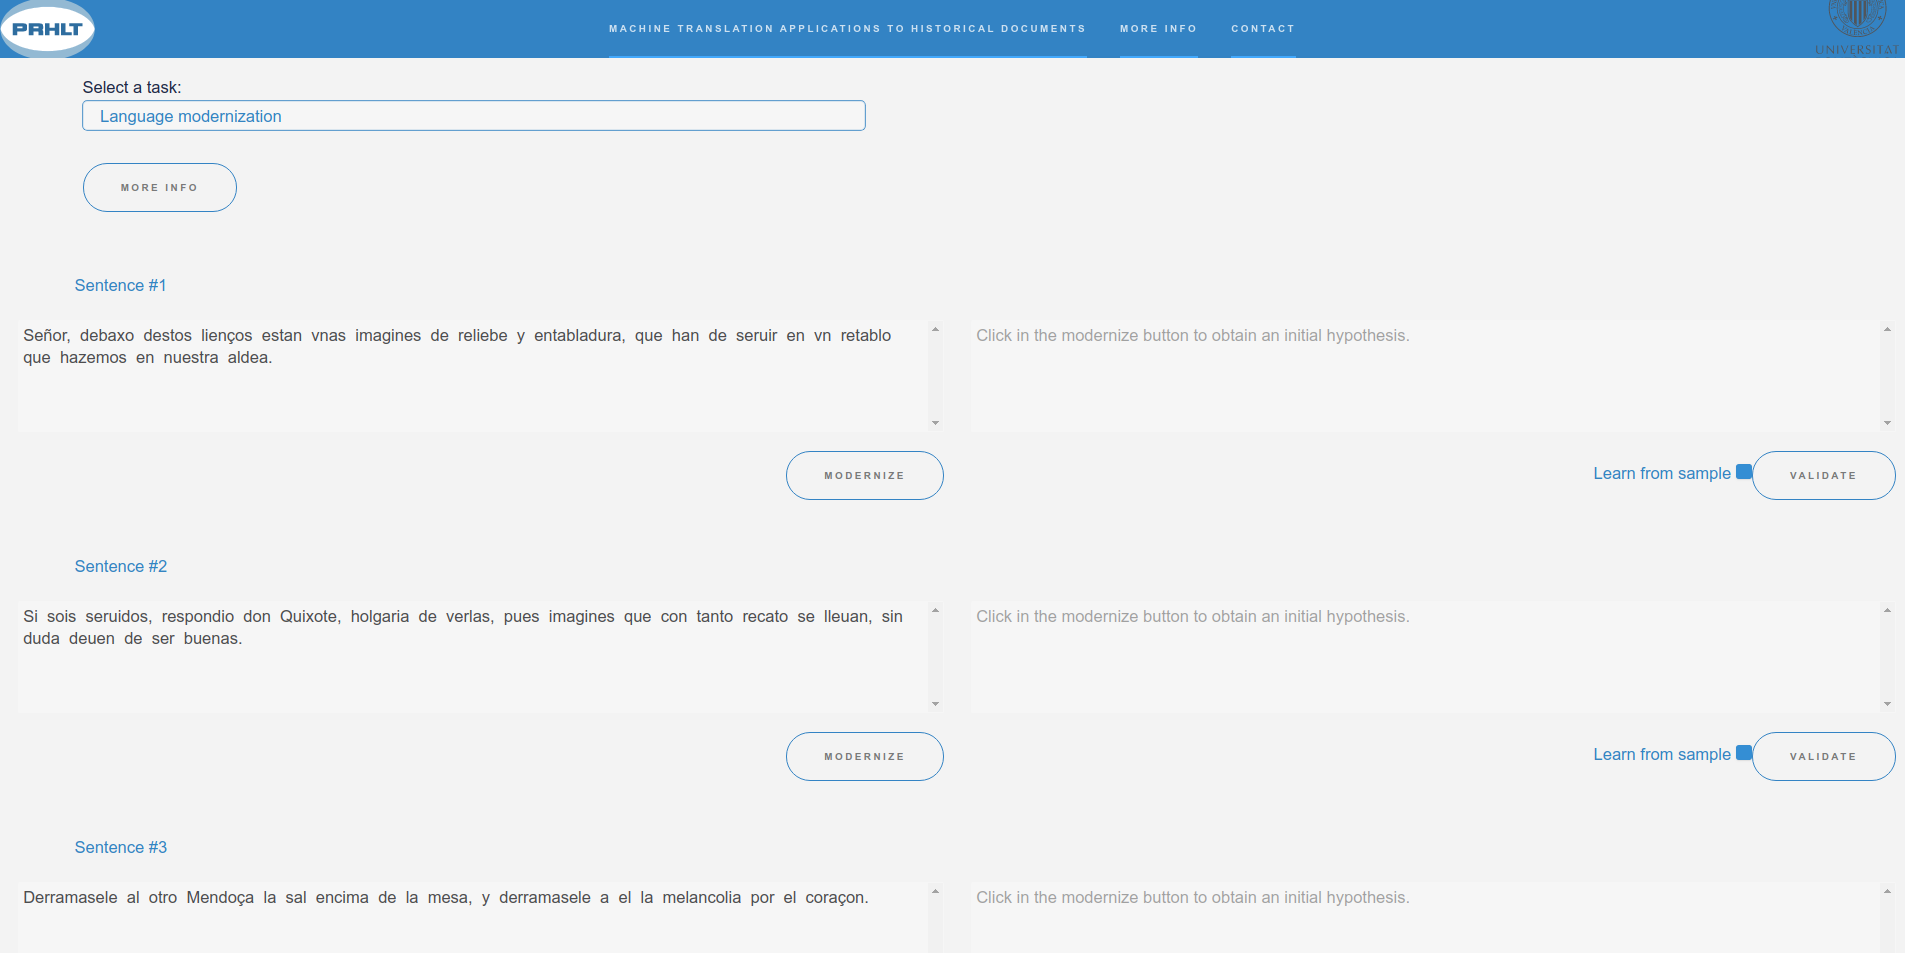 PRHLT
MACHINE TRANSLATION APPLICATIONS TO HISTORICAL DOCUMENTS
MORE INFO
CONTACT
UNIVERSITAT
Select a task:
Language modernization
MORE INFO
Sentence #1
Señor, debaxo destos lienços estan vnas imagines de reliebe y entabladura, que han de seruir en vn retablo
que hazemos en nuestra aldea.
Click in the modernize button to obtain an initial hypothesis.
MODERNIZE
Learn from sample
VALIDATE
Sentence #2
Si sois seruidos, respondio don Quixote, holgaria de verlas, pues imagines que con tanto recato se lleuan, sin
duda deuen de ser buenas.
Click in the modernize button to obtain an initial hypothesis.
MODERNIZE
Learn from sample
VALIDATE
Sentence #3
Derramasele al otro Mendoça la sal encima de la mesa, y derramasele a el la melancolia por el coraçon.
Click in the modernize button to obtain an initial hypothesis.